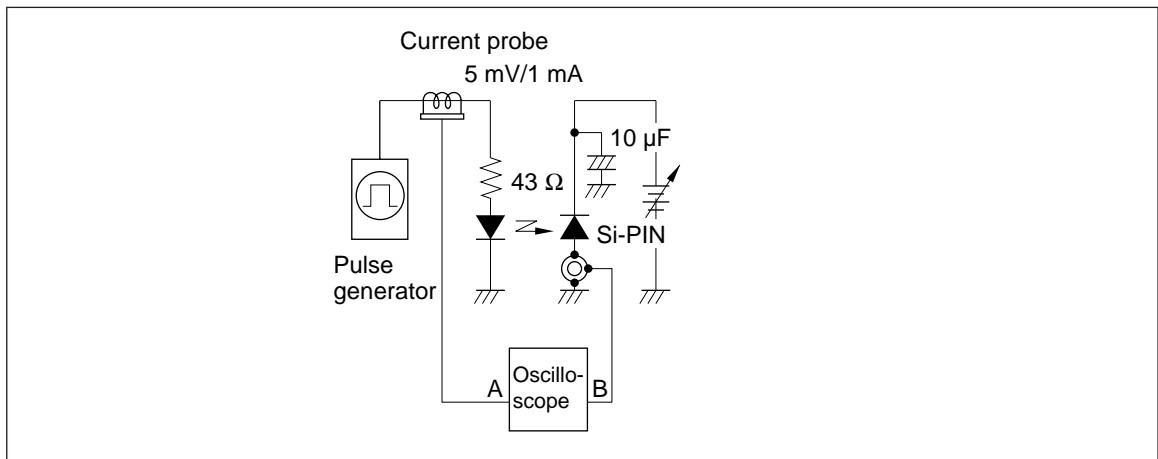 Current probe
5 mV/1 mA
10 µF
43 Ω
Si-PIN
Pulse
generator
A
Oscillo-
scope
B